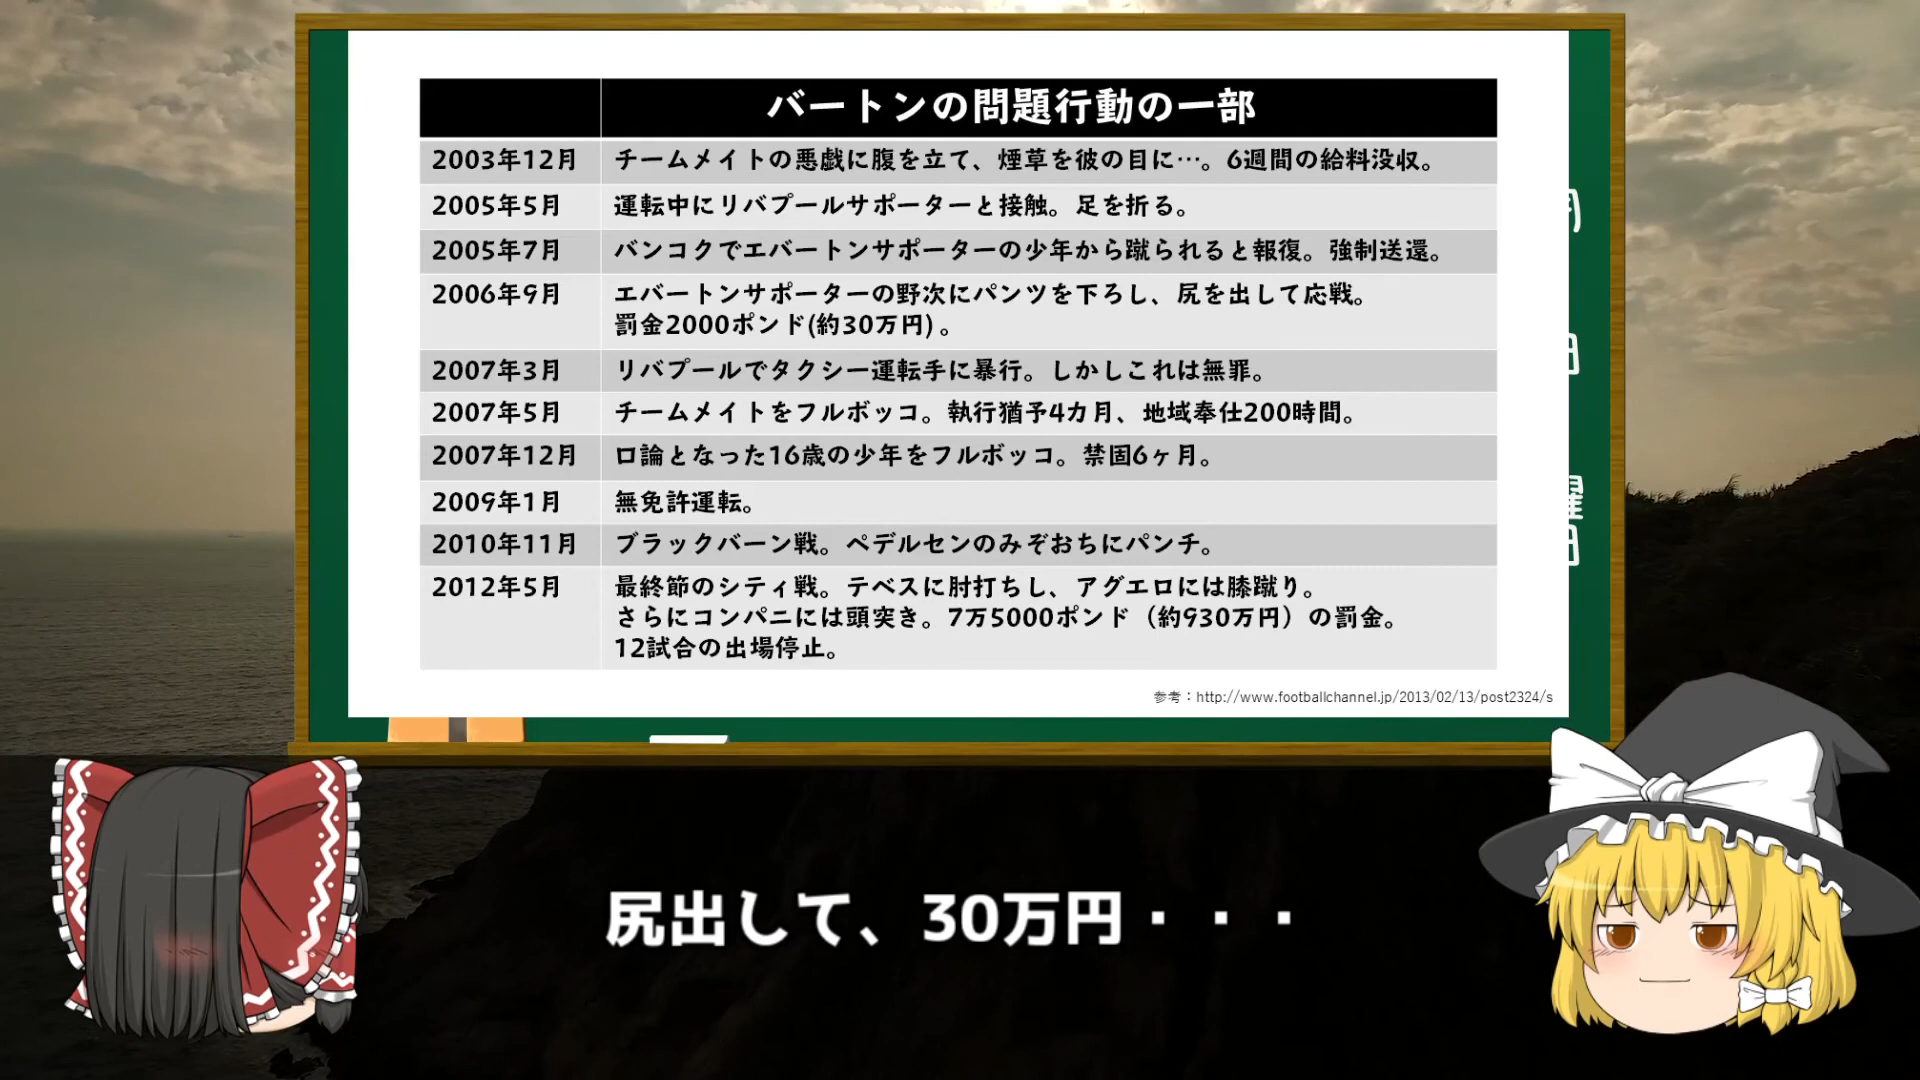 バートンの問題行動の一部
2003年12月 チームメイトの悪戯に腹を立て、煙草を彼の目に…。6週間の給料没収。
2005年5月 運転中にリバプールサポーターと接触。足を折る。
2005年7月 バンコクでエバートンサポーターの少年から蹴られると報復。強制送還。
2006年9月 エバートンサポーターの野次にパンツを下ろし、尻を出して応戦。
罰金2000ポンド(約30万円)。
2007年3月 リバプールでタクシー運転手に暴行。しかしこれは無罪。
2007年5月 チームメイトをフルボッコ。執行猶予4カ月、地域奉仕200時間。
2007年12月 口論となった16歳の少年をフルボッコ。禁固6ヶ月。
2009年1月 無免許運転。
2010年11月 ブラックバーン戦。ペデルセンのみぞおちにパンチ。
2012年5月 最終節のシティ戦。テベスに肘打ちし、アグエロには膝蹴り。
さらにコンパニには頭突き。7万5000ポンド（約930万円）の罰金。
12試合の出場停止。
参考：http://www.footballchannel.jp/2013/02/13/post2324/s
月
日
曜
日
尻出して、30万円・・・